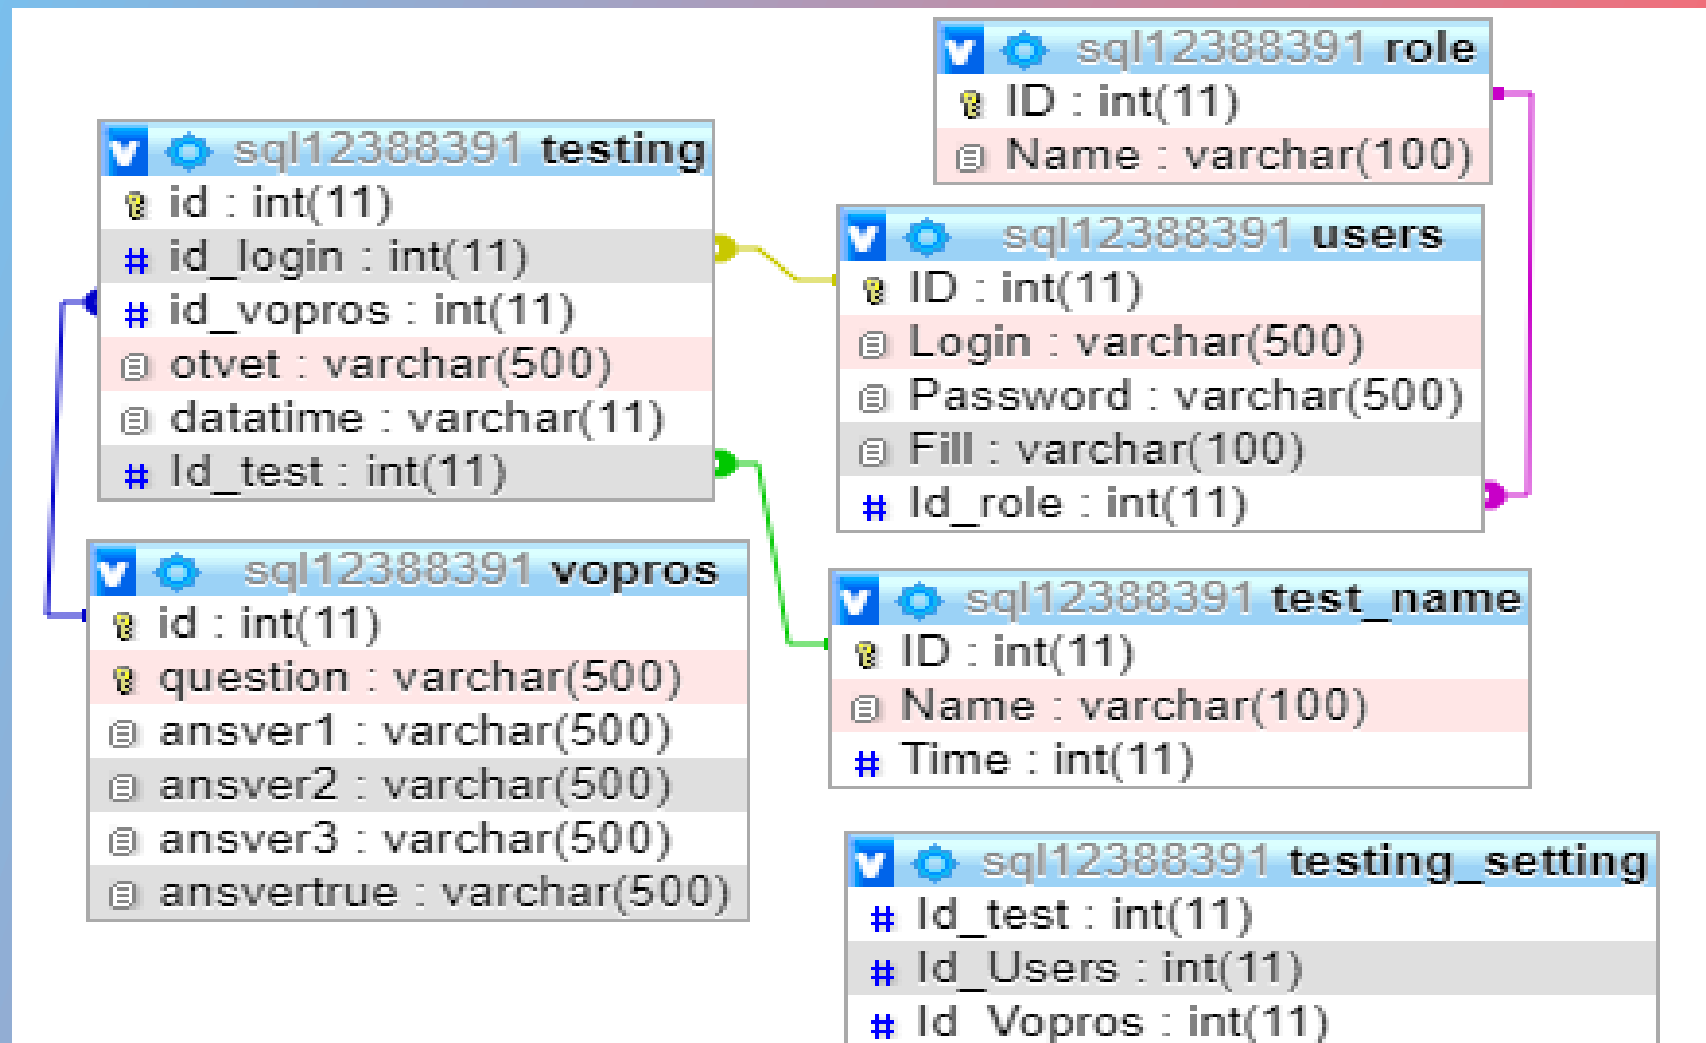 sql12388391 testing
id : int(11)
id_login : int(11)
id_vopros : int(11)
otvet : varchar(500)
datatime : varchar(11)
Id_test : int(11)
sql12388391 vopros
id : int(11)
question : varchar(500)
ansver1 : varchar(500)
ansver2 : varchar(500)
ansver3 : varchar(500)
ansvertrue : varchar(500)
sql12388391 role
ID : int(11)
Name : varchar(100)
sql12388391 users
ID : int(11)
Login : varchar(500)
Password : varchar(500)
Fill : varchar(100)
Id_role : int(11)
sql12388391 test_name
ID : int(11)
Name : varchar(100)
Time : int(11)
sql12388391 testing_setting
Id_test : int(11)
Id_Users : int(11)
Id_Vopros : int(11)